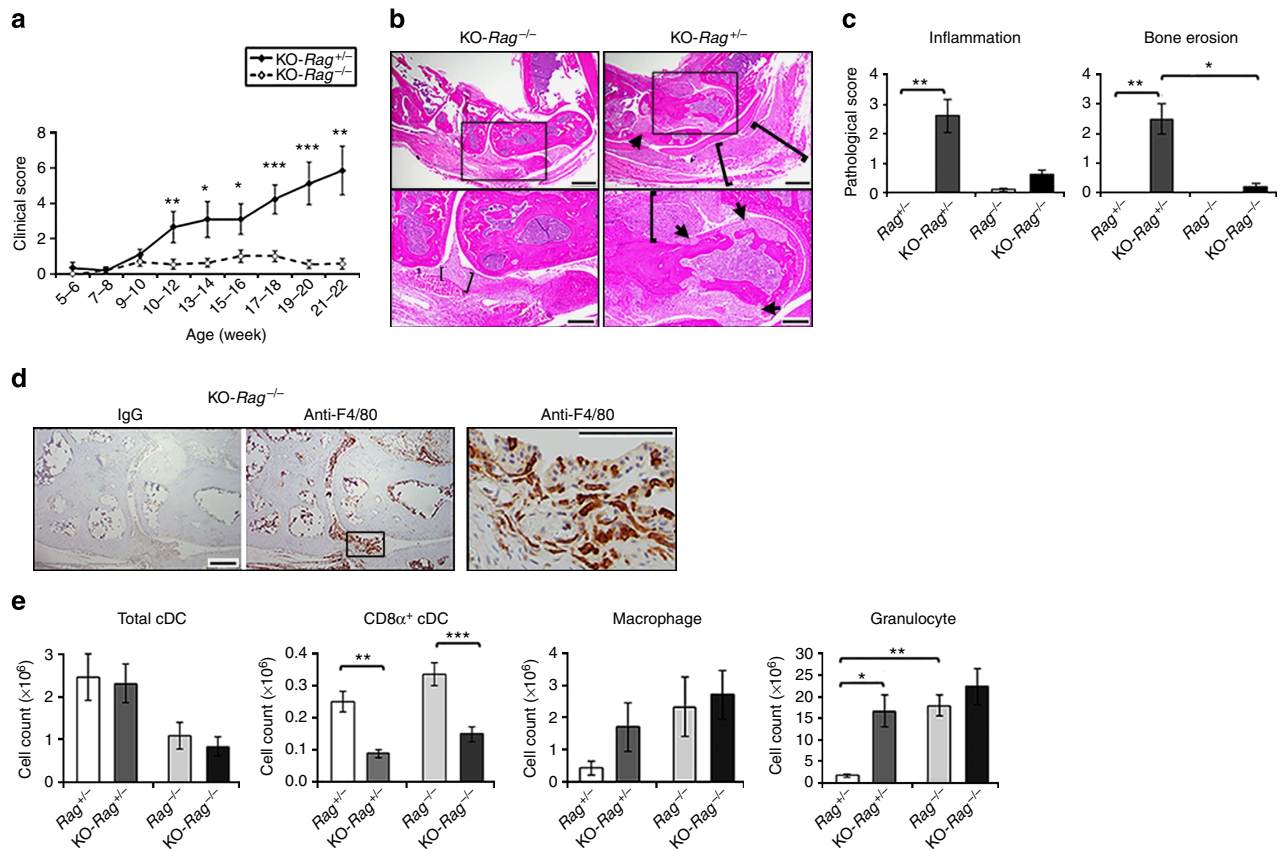 a
KO-Rag+/–
KO-Rag–/–
8
6
4
2
0
Clinical score
** * * *** *** **
5–6 7–8 9–10 10–12 13–14 15–16 17–18 19–20 21–22
Age (week)
b
KO-Rag–/– KO-Rag+/–
c
Inflammation Bone erosion
Pathological score
4
3
2
1
0
**
Rag+/– KO-Rag+/– Rag–/– KO-Rag–/–
4
3
2
1
0
** *
Rag+/– KO-Rag+/– Rag–/– KO-Rag–/–
d
KO-Rag–/–
IgG Anti-F4/80 Anti-F4/80
e
Total cDC
Cell count (×10⁶)
3
2
1
0
Rag+/– KO-Rag+/– Rag–/– KO-Rag–/–
CD8α+ cDC
Cell count (×10⁶)
0.4
0.3
0.2
0.1
0.0
** ***
Rag+/– KO-Rag+/– Rag–/– KO-Rag–/–
Macrophage
Cell count (×10⁶)
4
3
2
1
0
Rag+/– KO-Rag+/– Rag–/– KO-Rag–/–
Granulocyte
Cell count (×10⁶)
30
25
20
15
10
5
0
**
*
Rag+/– KO-Rag+/– Rag–/– KO-Rag–/–